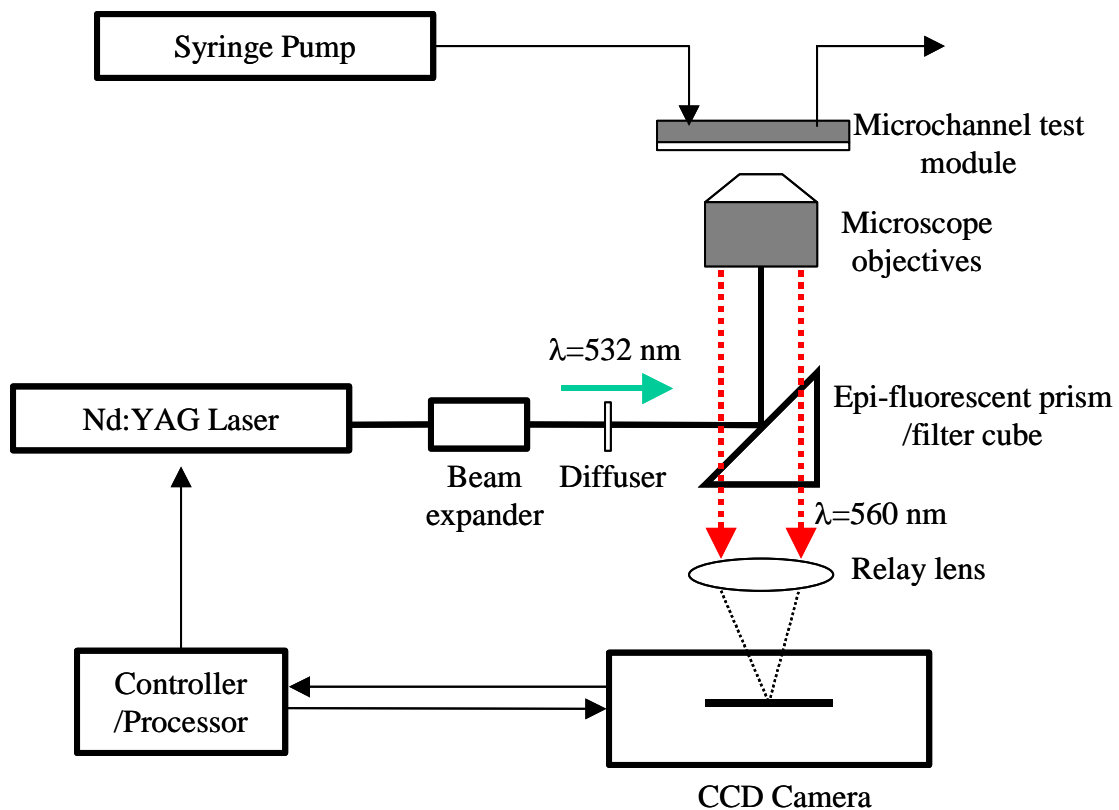 Syringe Pump
Microchannel test
module
Microscope
objectives
λ=532 nm
Nd:YAG Laser
Beam
expander
Diffuser
Epi-fluorescent prism
/filter cube
λ=560 nm
Relay lens
Controller
/Processor
CCD Camera